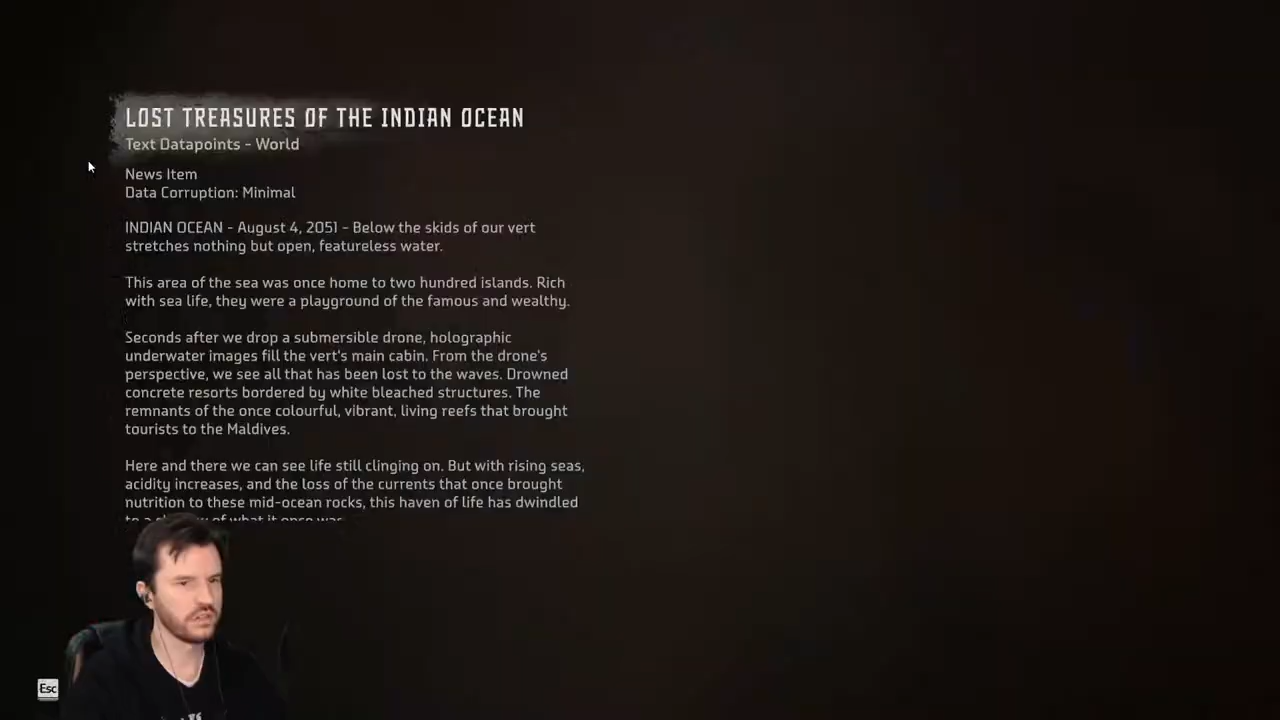 LOST TREASURES OF THE INDIAN OCEAN
Text Datapoints - World
News Item
Data Corruption: Minimal
INDIAN OCEAN - August 4, 2051 - Below the skids of our vert
stretches nothing but open, featureless water.
This area of the sea was once home to two hundred islands. Rich
with sea life, they were a playground of the famous and wealthy.
Seconds after we drop a submersible drone, holographic
underwater images fill the vert's main cabin. From the drone's
perspective, we see all that has been lost to the waves. Drowned
concrete resorts bordered by white bleached structures. The
remnants of the once colourful, vibrant, living reefs that brought
tourists to the Maldives.
Here and there we can see life still clinging on. But with rising seas,
acidity increases, and the loss of the currents that once brought
nutrition to these mid-ocean rocks, this haven of life has dwindled
to a of what it once was
Esc